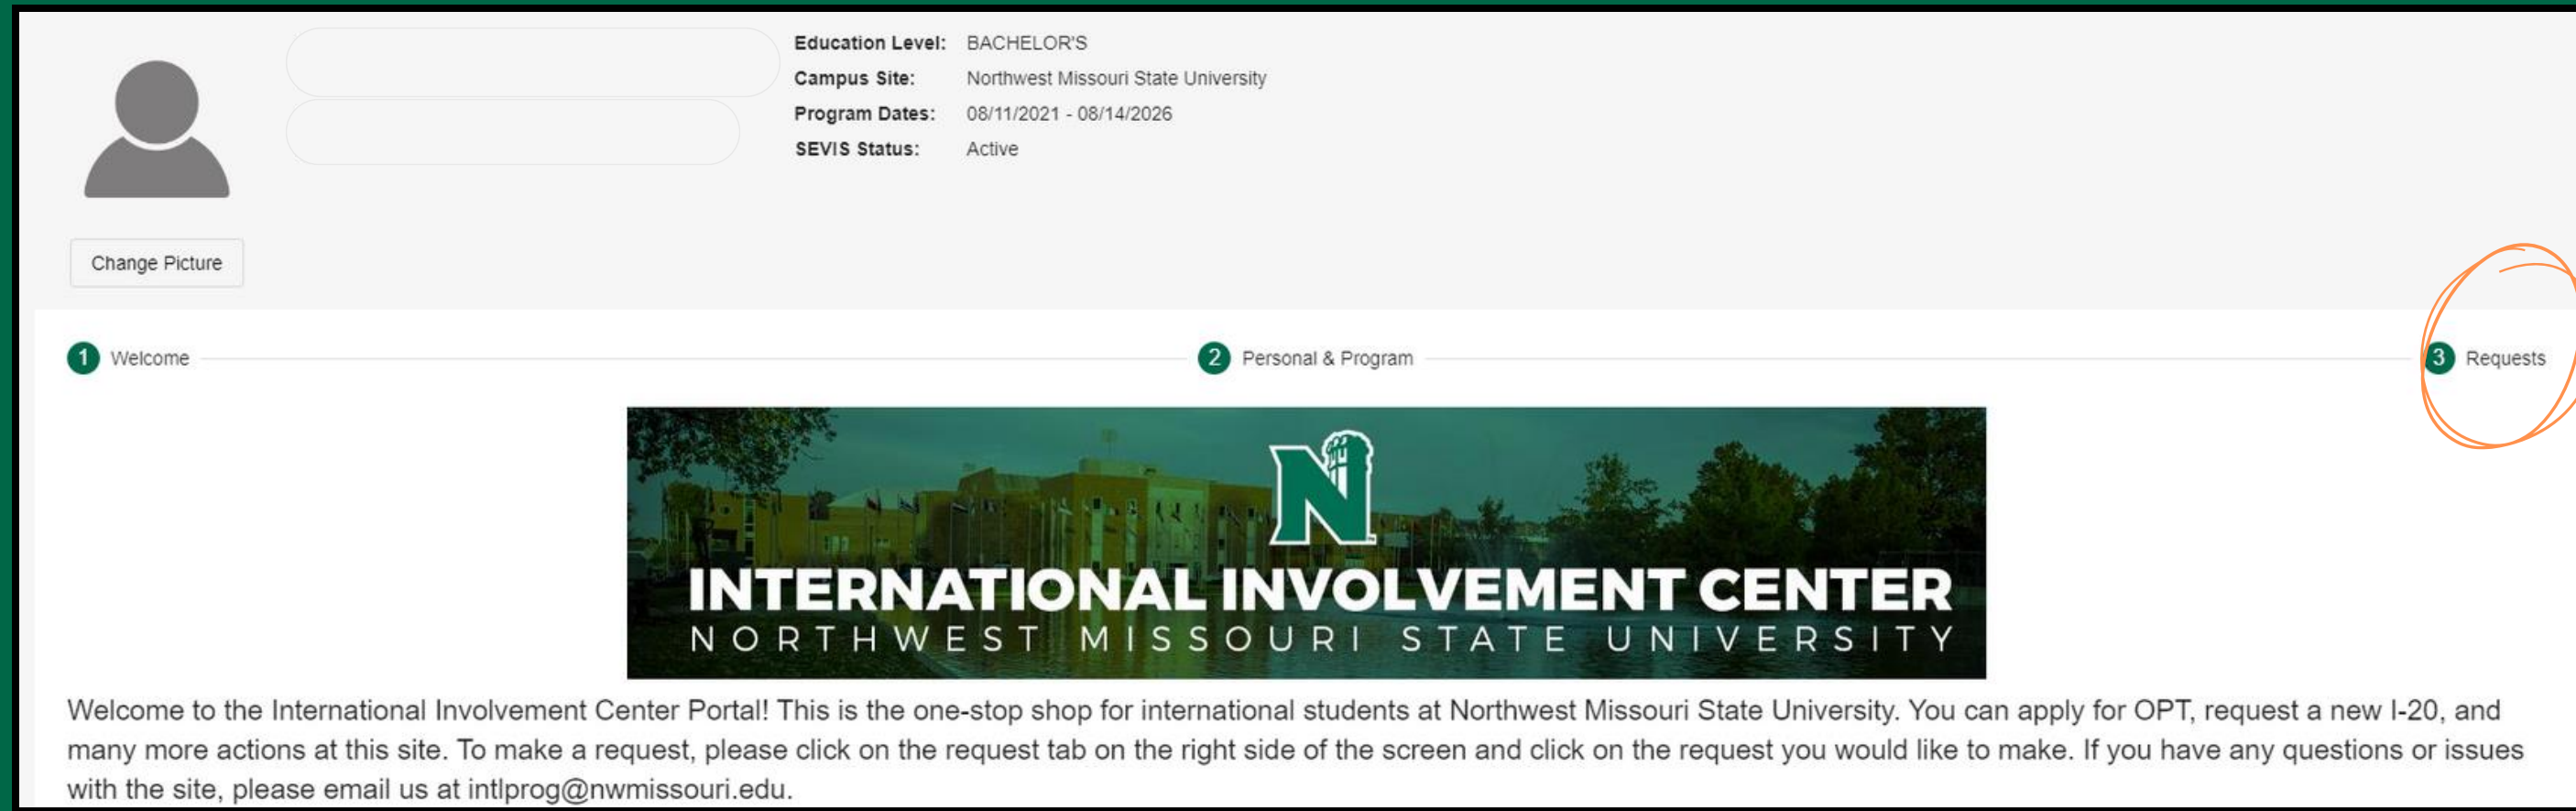 Education Level: BACHELOR'S
Campus Site: Northwest Missouri State University
Program Dates: 08/11/2021 - 08/14/2026
SEVIS Status: Active
Change Picture
1 Welcome
2 Personal & Program
3 Requests
N
INTERNATIONAL INVOLVEMENT CENTER
NORTHWEST MISSOURI STATE UNIVERSITY
Welcome to the International Involvement Center Portal! This is the one-stop shop for international students at Northwest Missouri State University. You can apply for OPT, request a new I-20, and
many more actions at this site. To make a request, please click on the request tab on the right side of the screen and click on the request you would like to make. If you have any questions or issues
with the site, please email us at intlprog@nwmissouri.edu.